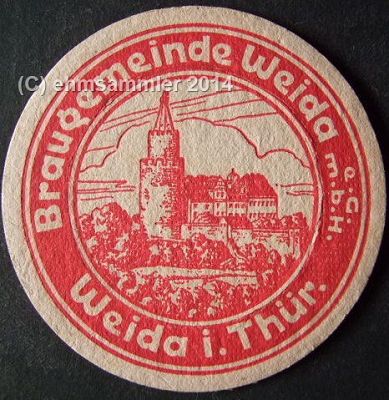 (C) enmsammler 2014
Braugemeinde Weida e.G.m.b.H.
Weida i. Thür.